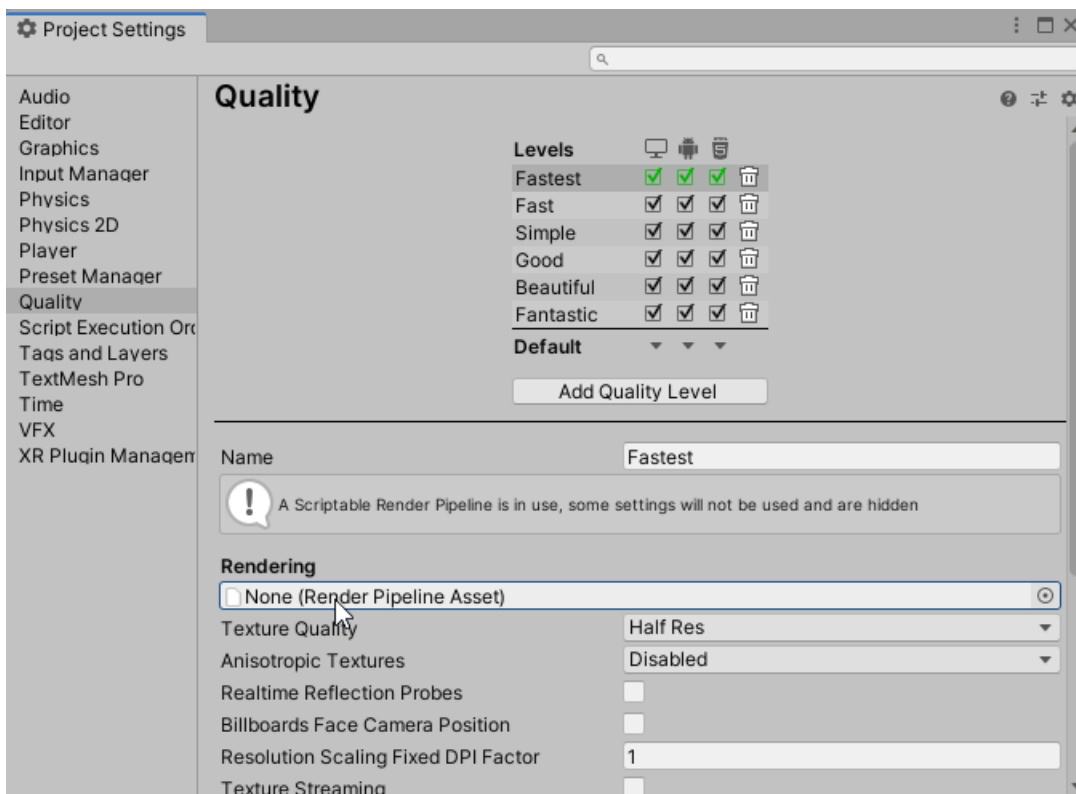 Project Settings
Audio
Editor
Graphics
Input Manager
Physics
Physics 2D
Player
Preset Manager
Quality
Script Execution Ord
Tags and Layers
TextMesh Pro
Time
VFX
XR Plugin Managem
Quality
Levels
Fastest
Fast
Simple
Good
Beautiful
Fantastic
Default
Add Quality Level
Name Fastest
A Scriptable Render Pipeline is in use, some settings will not be used and are hidden
Rendering
None (Render Pipeline Asset)
Texture Quality Half Res
Anisotropic Textures Disabled
Realtime Reflection Probes
Billboards Face Camera Position
Resolution Scaling Fixed DPI Factor 1
Texture Streaming